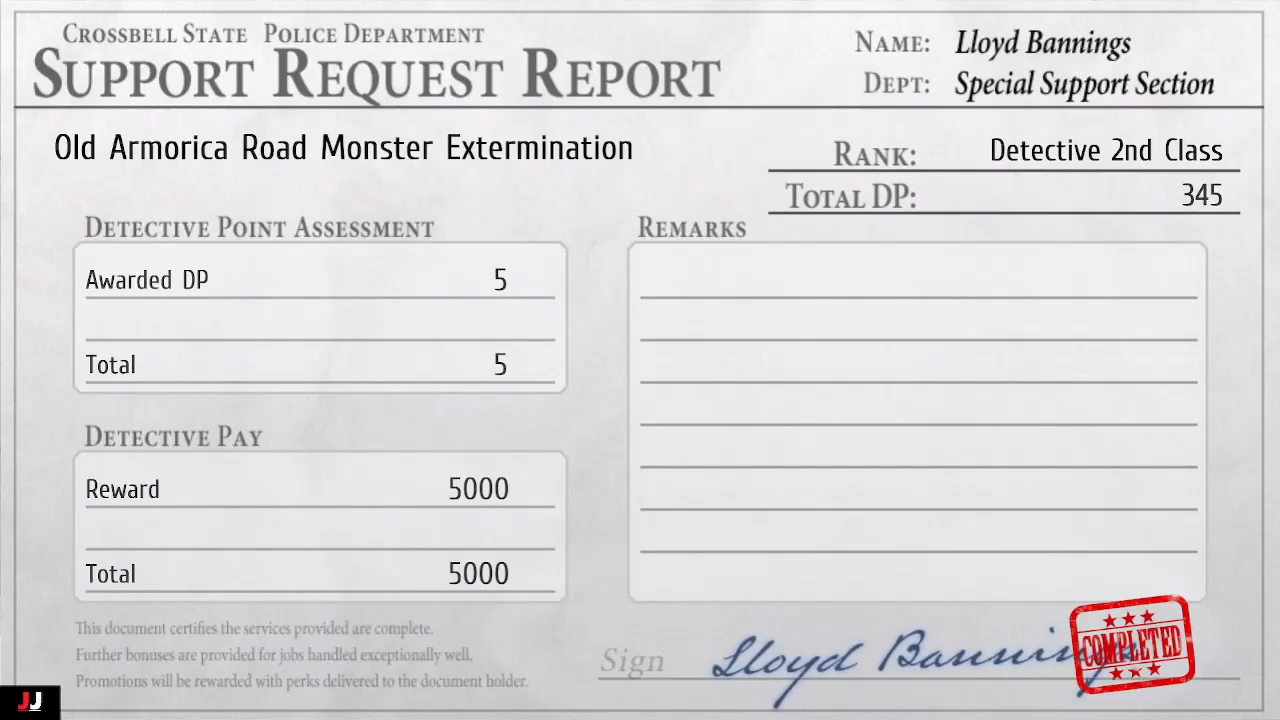 Crossbell State Police Department
Support Request Report
Name: Lloyd Bannings
Dept: Special Support Section
Old Armorica Road Monster Extermination
Rank: Detective 2nd Class
Total DP: 345
Detective Point Assessment
Awarded DP 5
Total 5
Remarks
Detective Pay
Reward 5000
Total 5000
This document certifies the services provided are complete.
Further bonuses are provided for jobs handled exceptionally well.
Promotions will be rewarded with perks delivered to the document holder.
Sign Lloyd Bannings
COMPLETED
JJ